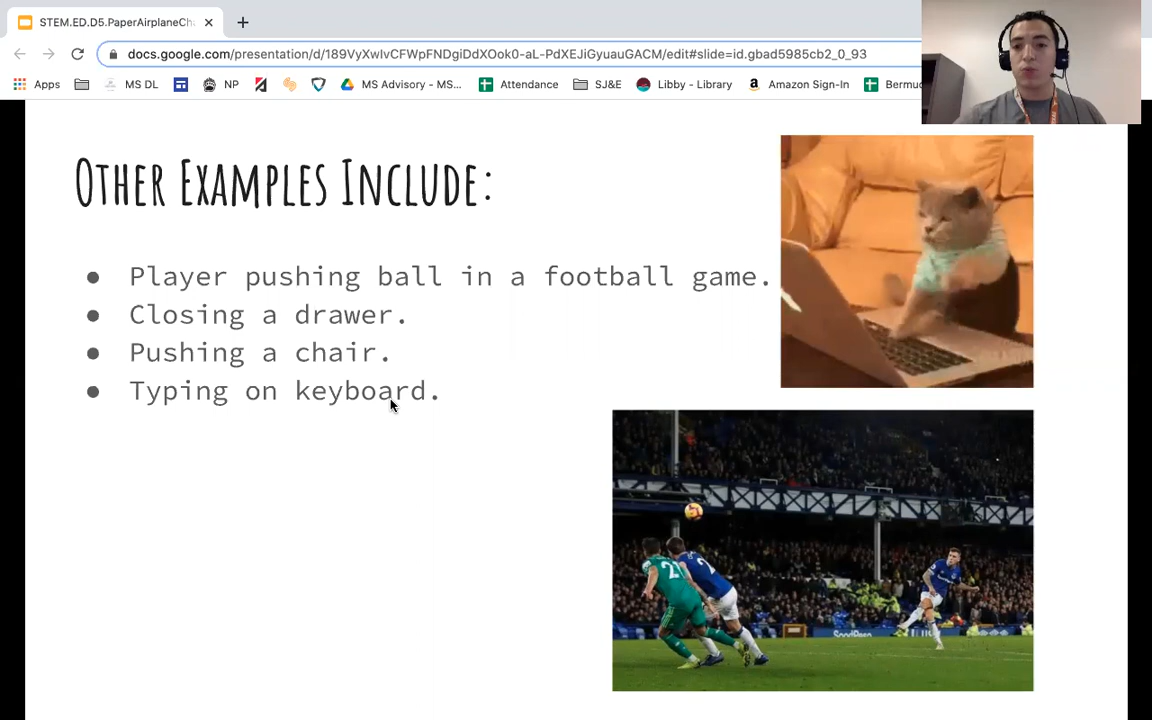 STEM.ED.D5.PaperAirplaneCh
docs.google.com/presentation/d/189VyXwIvCFWpFNDgiDdXOok0-aL-PdXEJiGyuauGACM/edit#slide=id.gbad5985cb2_0_93
Apps MS DL NP MS Advisory - MS... Attendance SJ&E Libby - Library Amazon Sign-In Bermu
Other Examples Include:
● Player pushing ball in a football game.
● Closing a drawer.
● Pushing a chair.
● Typing on keyboard.